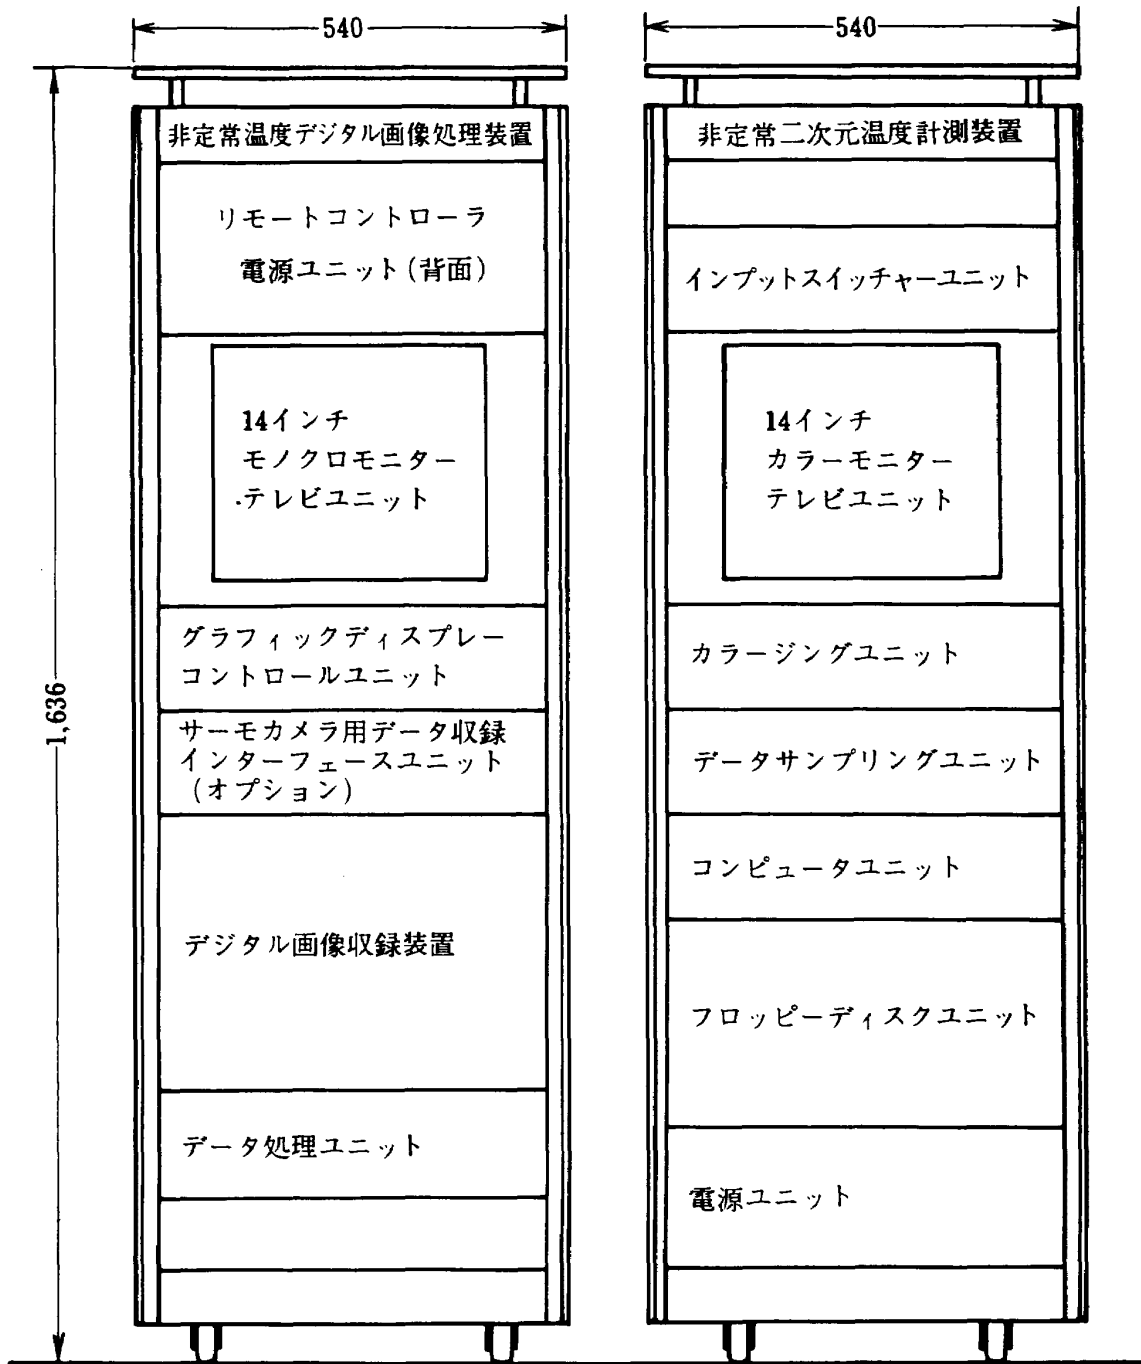 540
540
非定常温度デジタル画像処理装置
リモートコントローラ
電源ユニット(背面)
14インチ
モノクロモニター
テレビユニット
グラフィックディスプレー
コントロールユニット
サーモカメラ用データ収録
インターフェースユニット
(オプション)
デジタル画像収録装置
データ処理ユニット
1,636
非定常二次元温度計測装置
インプットスイッチャーユニット
14インチ
カラーモニター
テレビユニット
カラージングユニット
データサンプリングユニット
コンピュータユニット
フロッピーディスクユニット
電源ユニット